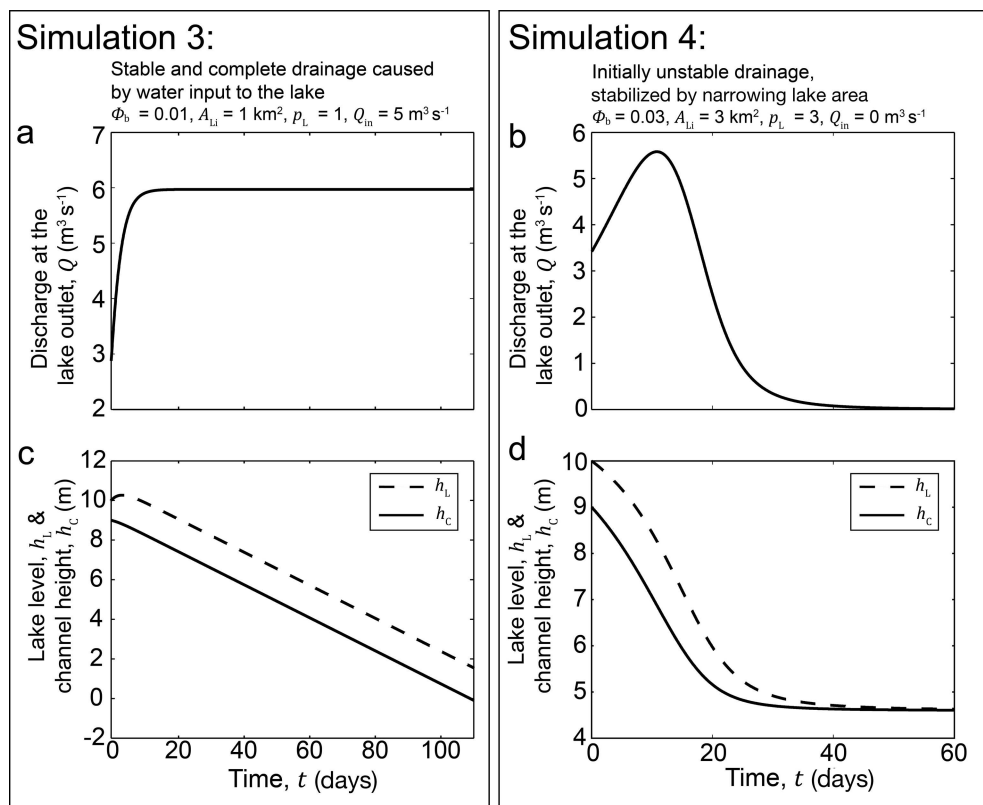 Simulation 3:
Stable and complete drainage caused
by water input to the lake
Φb = 0.01, ALi = 1 km², pL = 1, Qin = 5 m³ s⁻¹
a
7
6
5
4
3
2
Discharge at the
lake outlet, Q (m³ s⁻¹)
c
12
10
8
6
4
2
0
-2
Lake level, hL &
channel height, hC (m)
hL
hC
0 20 40 60 80 100
Time, t (days)
Simulation 4:
Initially unstable drainage,
stabilized by narrowing lake area
Φb = 0.03, ALi = 3 km², pL = 3, Qin = 0 m³ s⁻¹
b
6
5
4
3
2
1
0
Discharge at the
lake outlet, Q (m³ s⁻¹)
d
10
9
8
7
6
5
4
Lake level, hL &
channel height, hC (m)
hL
hC
0 20 40 60
Time, t (days)